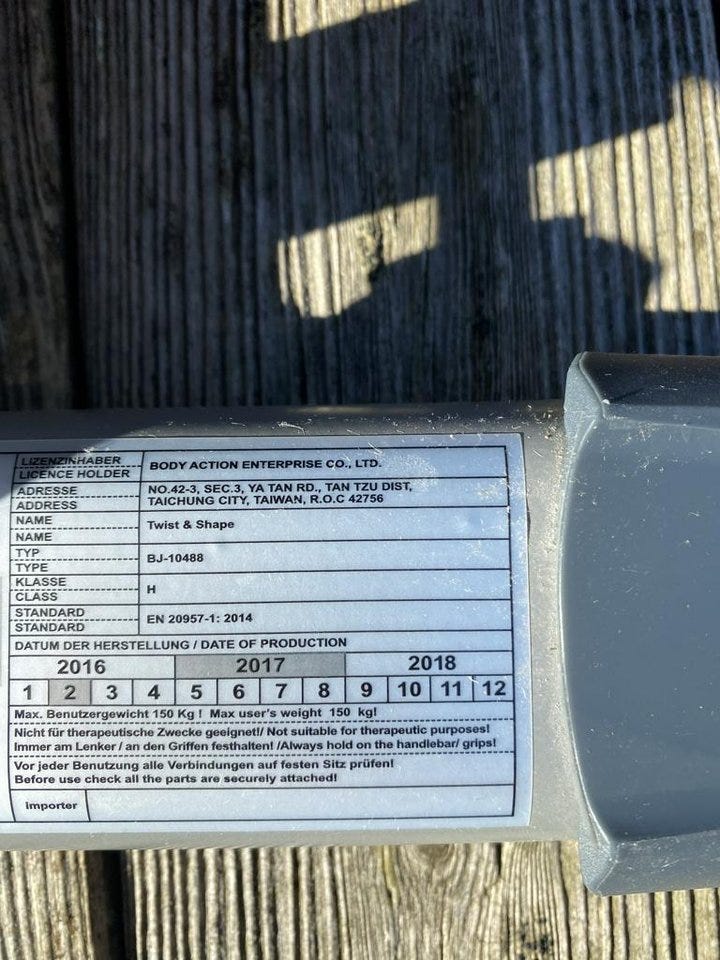 LIZENZINHABER
LICENCE HOLDER
BODY ACTION ENTERPRISE CO., LTD.
ADRESSE
ADDRESS
NO.42-3, SEC.3, YA TAN RD., TAN TZU DIST,
TAICHUNG CITY, TAIWAN, R.O.C 42756
NAME
NAME
Twist & Shape
TYP
TYPE
BJ-10488
KLASSE
CLASS
H
STANDARD
STANDARD
EN 20957-1: 2014
DATUM DER HERSTELLUNG / DATE OF PRODUCTION
2016 2017 2018
1 2 3 4 5 6 7 8 9 10 11 12
Max. Benutzergewicht 150 Kg ! Max user's weight 150 kg!
Nicht für therapeutische Zwecke geeignet!/ Not suitable for therapeutic purposes!
Immer am Lenker / an den Griffen festhalten! /Always hold on the handlebar/ grips!
Vor jeder Benutzung alle Verbindungen auf festen Sitz prüfen!
Before use check all the parts are securely attached!
importer